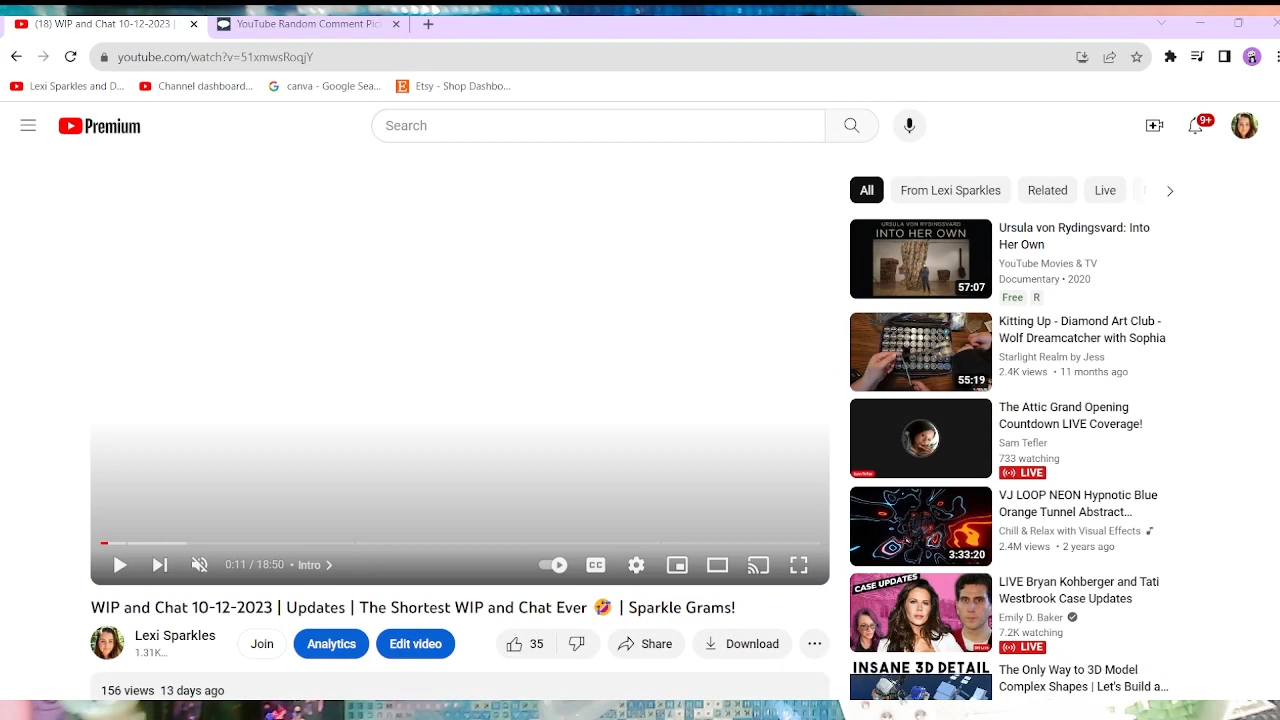 (18) WIP and Chat 10-12-2023 |
YouTube Random Comment Pic
youtube.com/watch?v=51xmwsRoqjY
Lexi Sparkles and D...
Channel dashboard...
canva - Google Sea...
Etsy - Shop Dashbo...
Premium
Search
9+
All
From Lexi Sparkles
Related
Live
URSULA VON RYDINGSVARD
INTO HER OWN
57:07
Ursula von Rydingsvard: Into
Her Own
YouTube Movies & TV
Documentary • 2020
Free R
55:19
Kitting Up - Diamond Art Club -
Wolf Dreamcatcher with Sophia
Starlight Realm by Jess
2.4K views • 11 months ago
The Attic Grand Opening
Countdown LIVE Coverage!
Sam Tefler
733 watching
LIVE
3:33:20
VJ LOOP NEON Hypnotic Blue
Orange Tunnel Abstract...
Chill & Relax with Visual Effects
2.4M views • 2 years ago
CASE UPDATES
LIVE Bryan Kohberger and Tati
Westbrook Case Updates
Emily D. Baker
7.2K watching
LIVE
INSANE 3D DETAIL
The Only Way to 3D Model
Complex Shapes | Let's Build a...
0:11 / 18:50 • Intro
CC
WIP and Chat 10-12-2023 | Updates | The Shortest WIP and Chat Ever 🤣 | Sparkle Grams!
Lexi Sparkles
1.31K...
Join
Analytics
Edit video
35
Share
Download
156 views 13 days ago